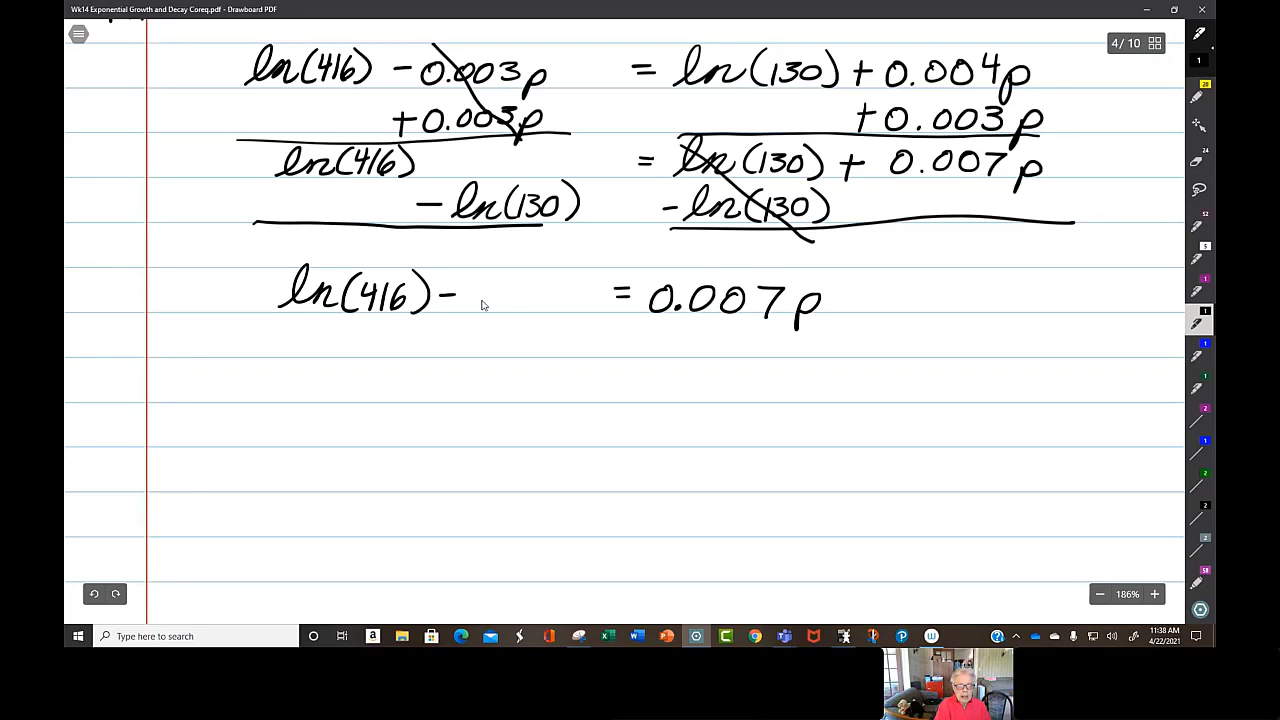 Wk14 Exponential Growth and Decay Coreq.pdf - Drawboard PDF
4/10
ln(416) - 0.003p = ln(130) + 0.004p
+ 0.003p + 0.003p
ln(416) = ln(130) + 0.007p
- ln(130) - ln(130)
ln(416) - = 0.007p
186%
Type here to search
11:38 AM
4/22/2021